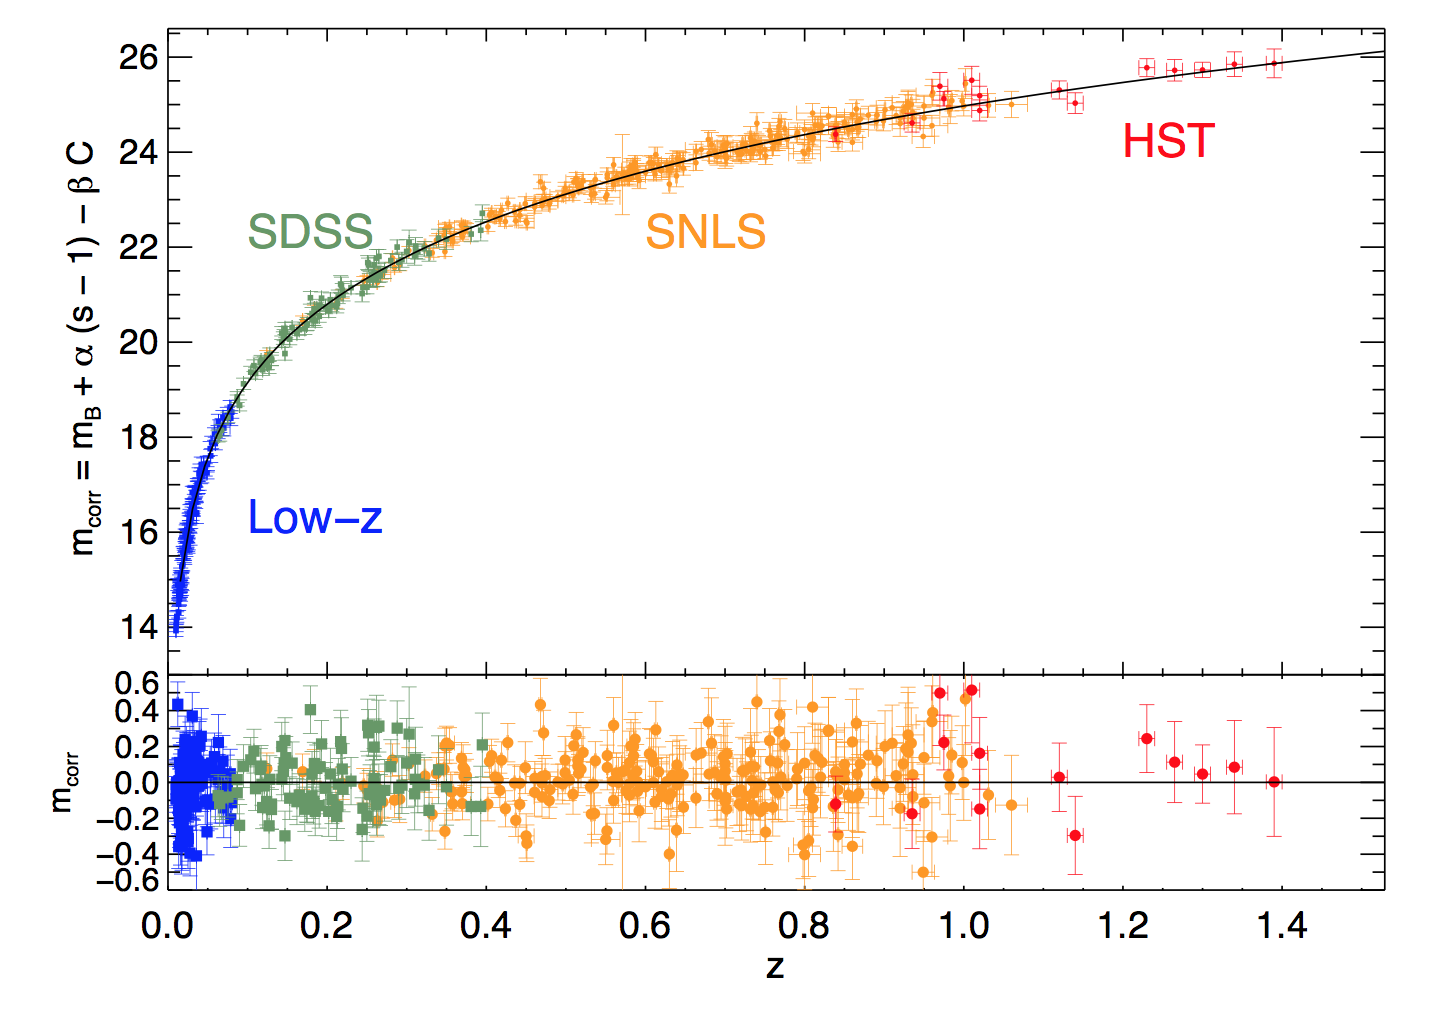 m_corr = m_B + α (s − 1) − β C
26
24
22
20
18
16
14
SDSS
SNLS
HST
Low−z
m_corr
0.6
0.4
0.2
0.0
−0.2
−0.4
−0.6
0.0 0.2 0.4 0.6 0.8 1.0 1.2 1.4
z